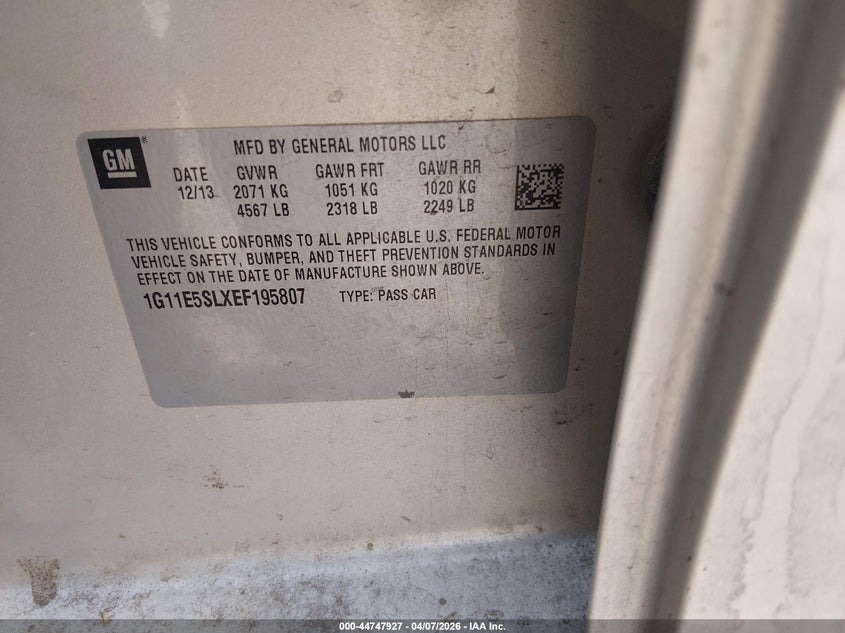 GM ®
MFD BY GENERAL MOTORS LLC
DATE GVWR GAWR FRT GAWR RR
12/13 2071 KG 1051 KG 1020 KG
4567 LB 2318 LB 2249 LB
THIS VEHICLE CONFORMS TO ALL APPLICABLE U.S. FEDERAL MOTOR
VEHICLE SAFETY, BUMPER, AND THEFT PREVENTION STANDARDS IN
EFFECT ON THE DATE OF MANUFACTURE SHOWN ABOVE.
1G11E5SLXEF195807 TYPE: PASS CAR
000-44747927 - 04/07/2026 - IAA Inc.